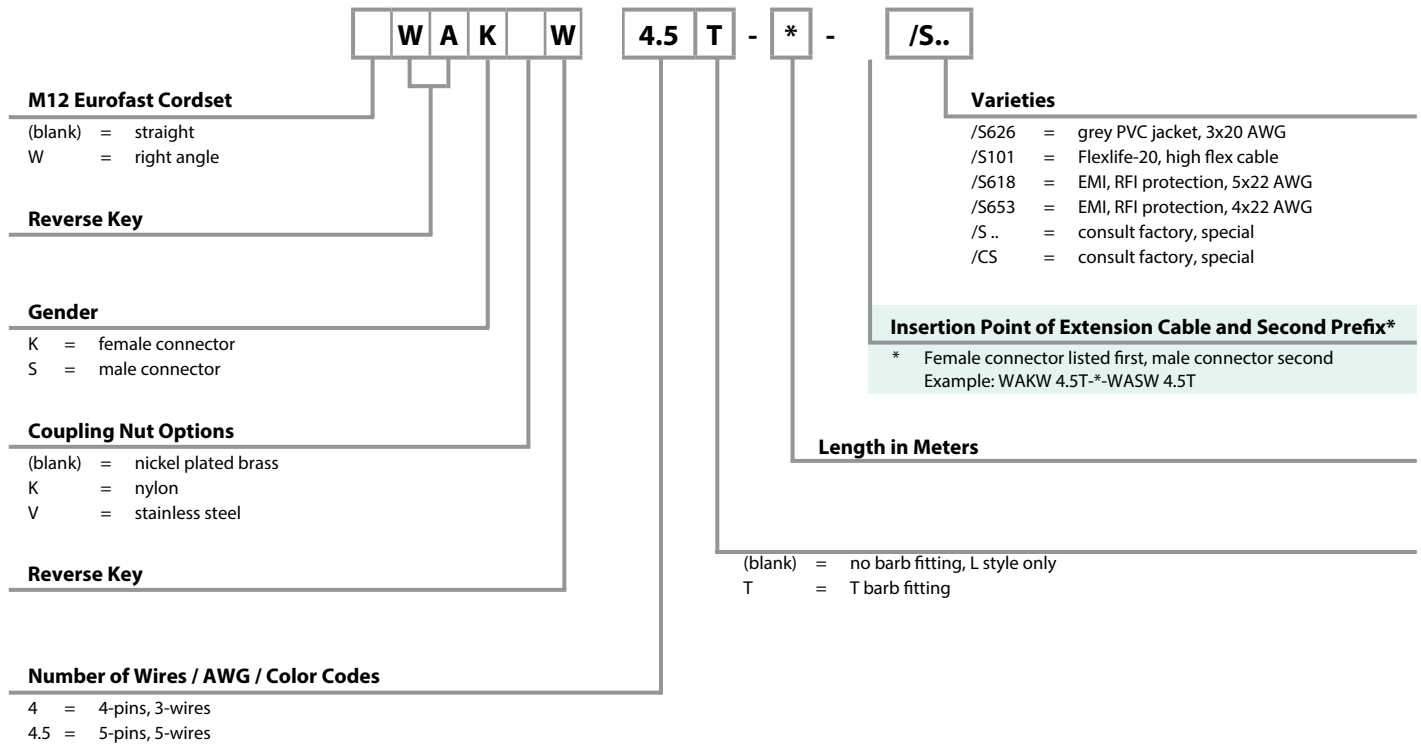 W A K W 4.5 T - * - /S..
M12 Eurofast Cordset
(blank) = straight
W = right angle
Reverse Key
Gender
K = female connector
S = male connector
Coupling Nut Options
(blank) = nickel plated brass
K = nylon
V = stainless steel
Reverse Key
Number of Wires / AWG / Color Codes
4 = 4-pins, 3-wires
4.5 = 5-pins, 5-wires
Varieties
/S626 = grey PVC jacket, 3x20 AWG
/S101 = Flexlife-20, high flex cable
/S618 = EMI, RFI protection, 5x22 AWG
/S653 = EMI, RFI protection, 4x22 AWG
/S .. = consult factory, special
/CS = consult factory, special
Insertion Point of Extension Cable and Second Prefix*
* Female connector listed first, male connector second
Example: WAKW 4.5T-*-WASW 4.5T
Length in Meters
(blank) = no barb fitting, L style only
T = T barb fitting